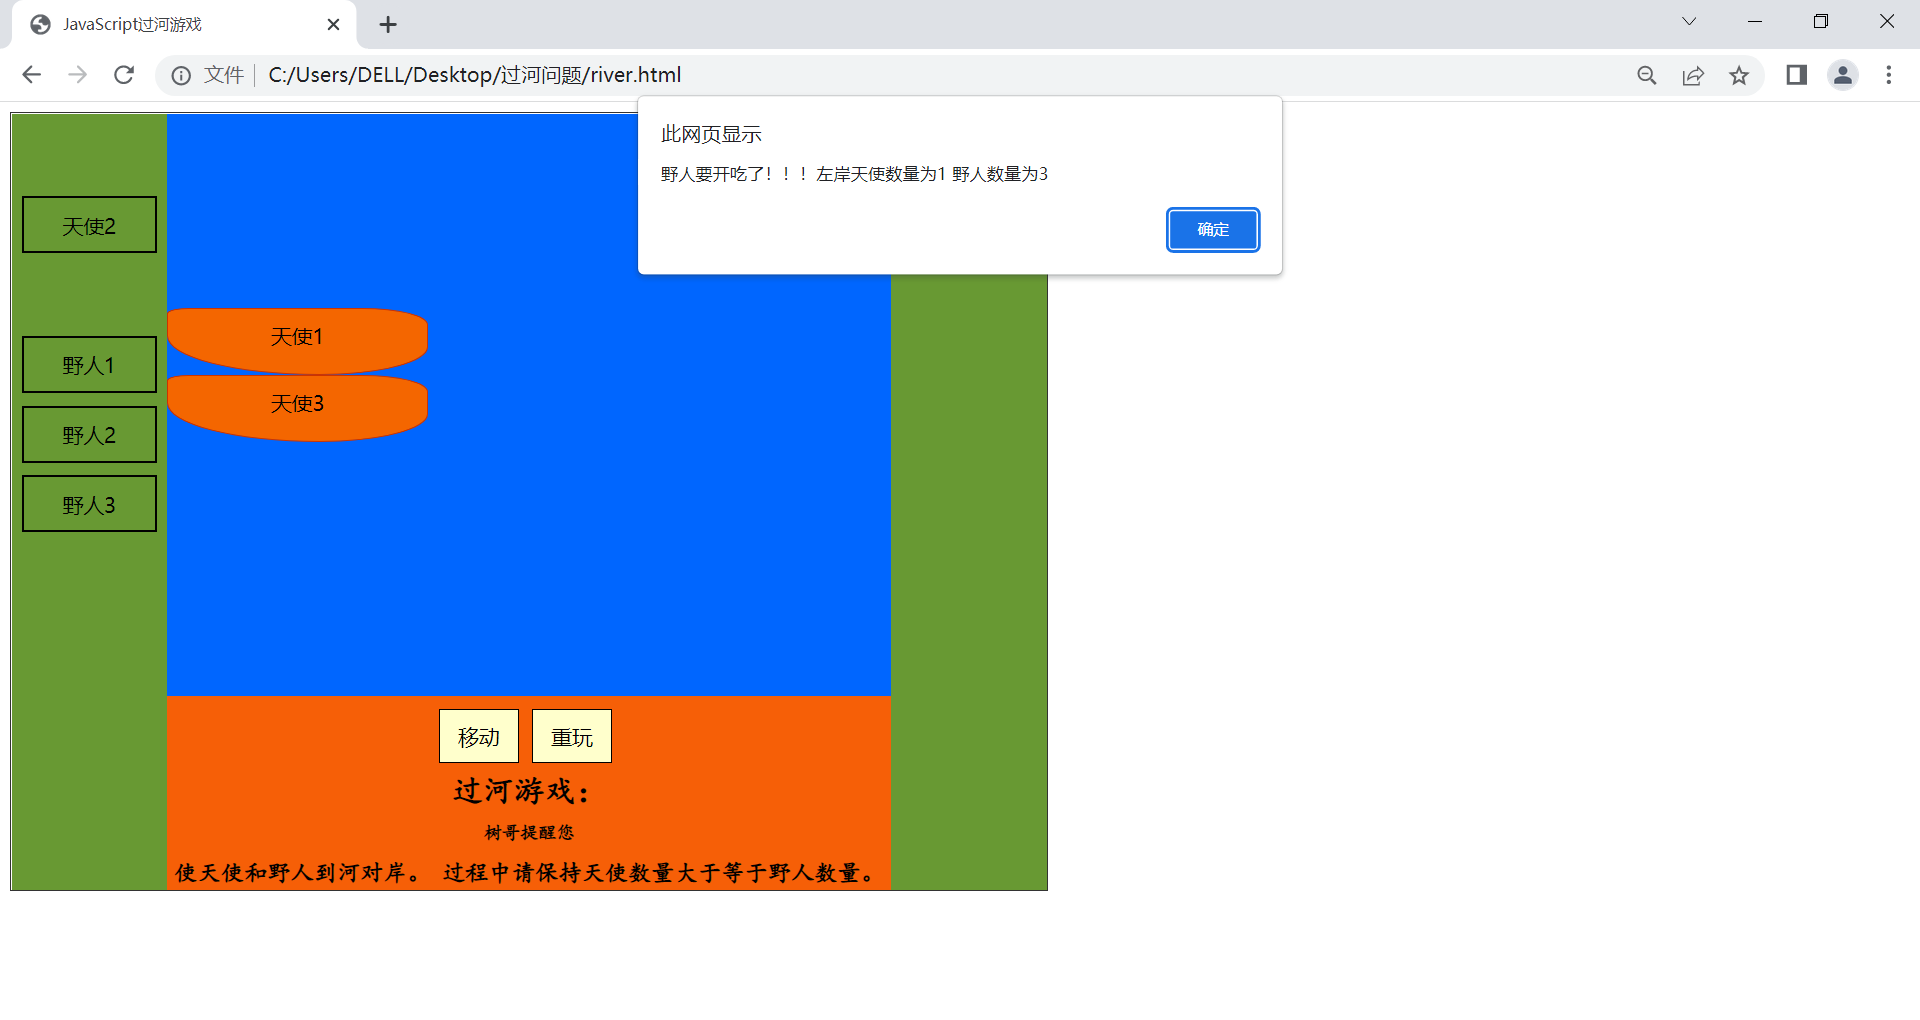 JavaScript过河游戏
文件 C:/Users/DELL/Desktop/过河问题/river.html
此网页显示
野人要开吃了！！！左岸天使数量为1 野人数量为3
确定
天使2
天使1
野人1
天使3
野人2
野人3
移动 重玩
过河游戏：
树哥提醒您
使天使和野人到河对岸。 过程中请保持天使数量大于等于野人数量。